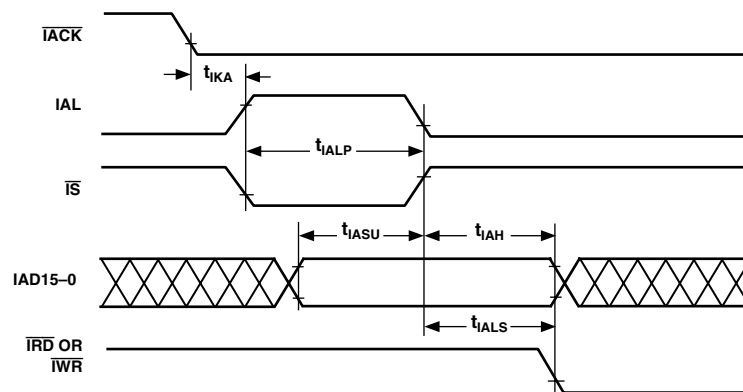 IACK
tIKA
IAL
tIALP
IS
tIASU
tIAH
IAD15–0
tIALS
IRD OR
IWR